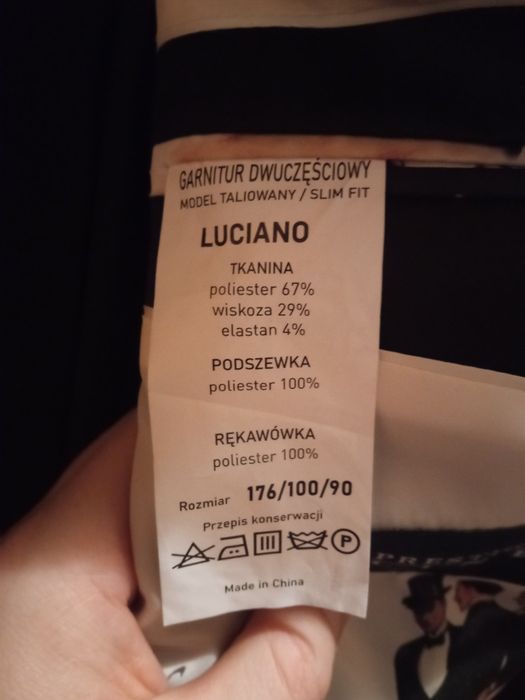 GARNITUR DWUCZĘŚCIOWY
MODEL TALIOWANY / SLIM FIT
LUCIANO
TKANINA
poliester 67%
wiskoza 29%
elastan 4%
PODSZEWKA
poliester 100%
RĘKAWÓWKA
poliester 100%
Rozmiar 176/100/90
Przepis konserwacji
P
Made in China